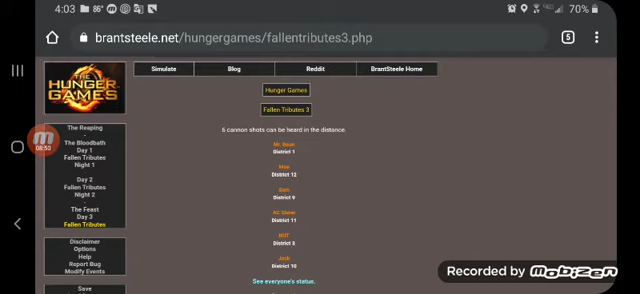 4:03
86°
70%
brantsteele.net/hungergames/fallentributes3.php
5
THE HUNGER GAMES
Simulate
Blog
Reddit
BrantSteele Home
Hunger Games
Fallen Tributes 3
The Reaping
-
The Bloodbath
Day 1
Fallen Tributes
Night 1
Day 2
Fallen Tributes
Night 2
The Feast
Day 3
Fallen Tributes
Disclaimer
Options
Help
Report Bug
Modify Events
Save
08:50
6 cannon shots can be heard in the distance.
Mr. Bean
District 1
District 12
District 9
District 11
District 3
Jack
District 10
See everyone's status.
Recorded by mobizen